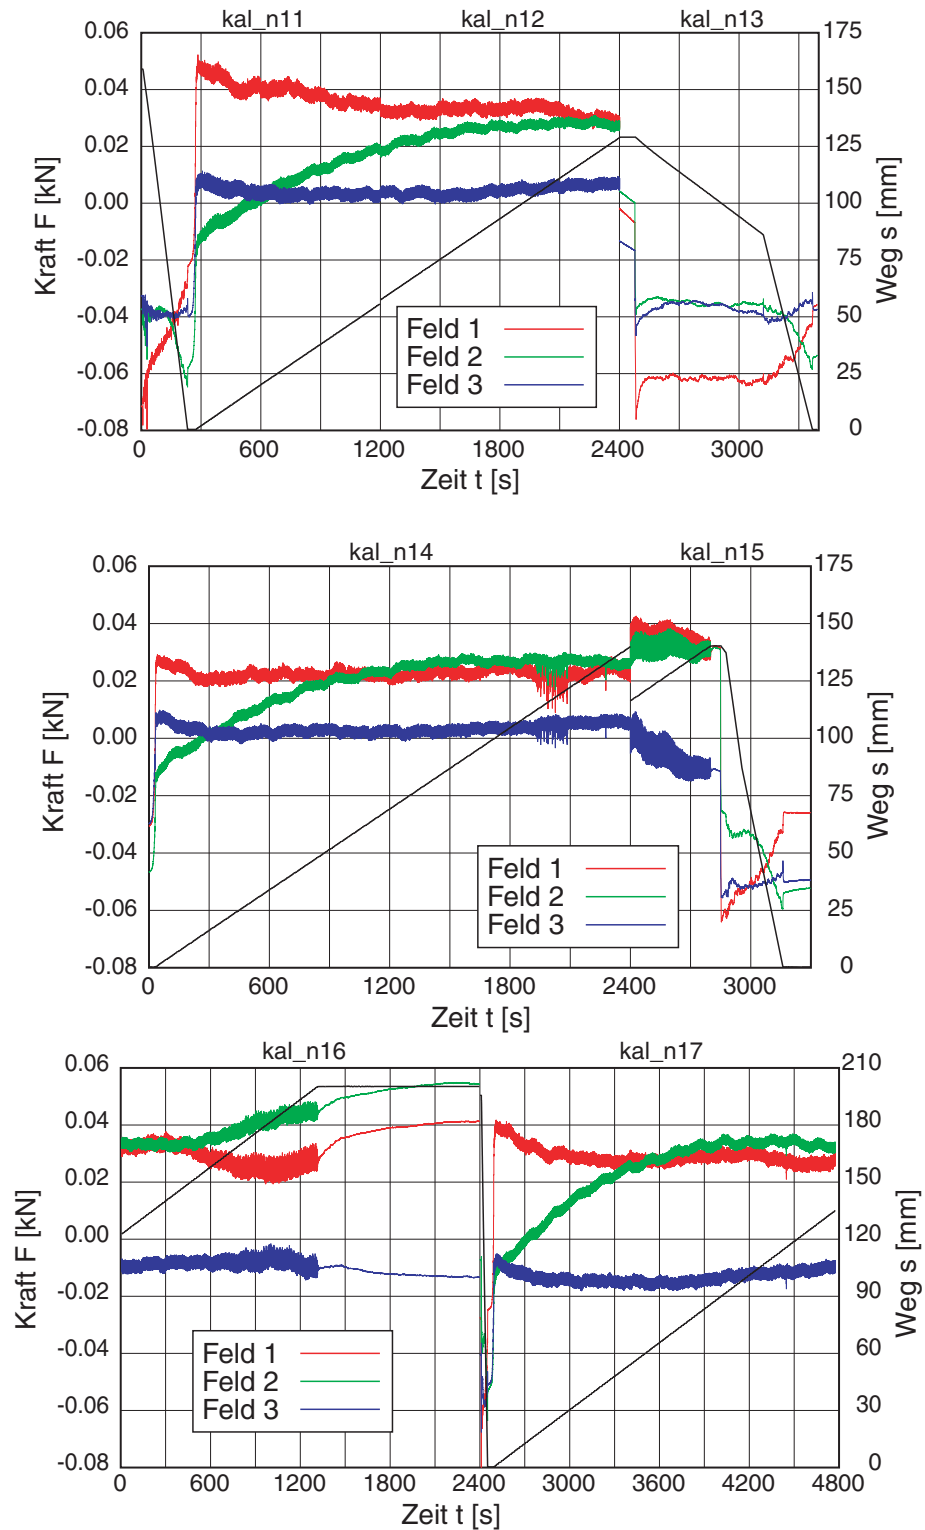 kal_n11 kal_n12 kal_n13
0.06 175
0.04 150
0.02 125
0.00 100
-0.02 75
-0.04 50
-0.06 25
-0.08 0
Kraft F [kN]
Weg s [mm]
Feld 1
Feld 2
Feld 3
0 600 1200 1800 2400 3000
Zeit t [s]
kal_n14 kal_n15
0.06 175
0.04 150
0.02 125
0.00 100
-0.02 75
-0.04 50
-0.06 25
-0.08 0
Kraft F [kN]
Weg s [mm]
Feld 1
Feld 2
Feld 3
0 600 1200 1800 2400 3000
Zeit t [s]
kal_n16 kal_n17
0.06 210
0.04 180
0.02 150
0.00 120
-0.02 90
-0.04 60
-0.06 30
-0.08 0
Kraft F [kN]
Weg s [mm]
Feld 1
Feld 2
Feld 3
0 600 1200 1800 2400 3000 3600 4200 4800
Zeit t [s]